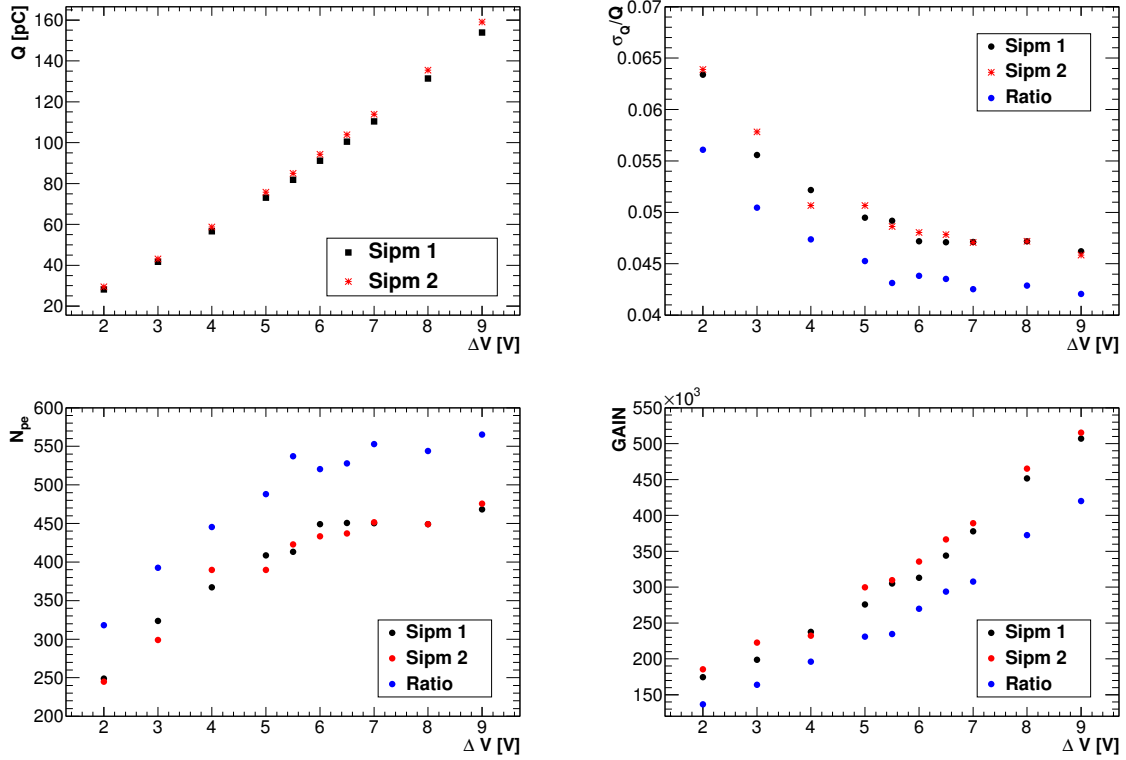 Q [pC]
160
140
120
100
80
60
40
20
Sipm 1
Sipm 2
2 3 4 5 6 7 8 9
Δ V [V]
σQ/Q
0.07
0.065
0.06
0.055
0.05
0.045
0.04
Sipm 1
Sipm 2
Ratio
2 3 4 5 6 7 8 9
Δ V [V]
Npe
600
550
500
450
400
350
300
250
200
Sipm 1
Sipm 2
Ratio
2 3 4 5 6 7 8 9
Δ V [V]
×10³
GAIN
550
500
450
400
350
300
250
200
150
Sipm 1
Sipm 2
Ratio
2 3 4 5 6 7 8 9
Δ V [V]